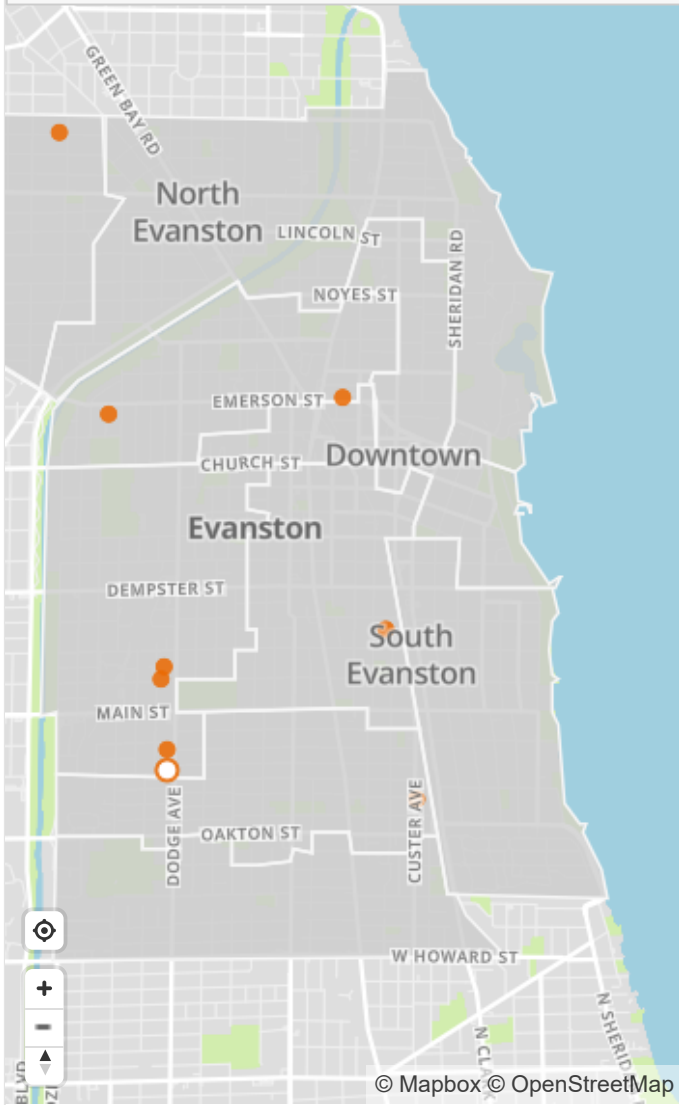 GREEN BAY RD
North
Evanston
LINCOLN ST
SHERIDAN RD
NOYES ST
EMERSON ST
Downtown
CHURCH ST
Evanston
DEMPSTER ST
South
Evanston
MAIN ST
DODGE AVE
CUSTER AVE
OAKTON ST
W HOWARD ST
N SHERID
N CLARK
BLVD
© Mapbox © OpenStreetMap